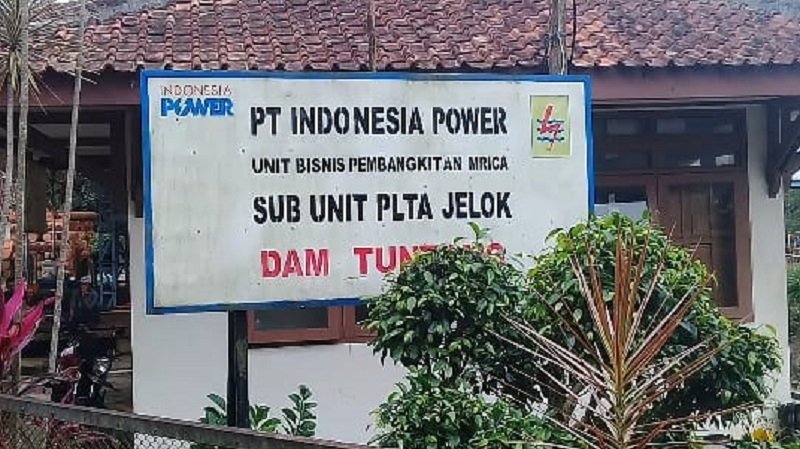 INDONESIA
POWER
PT INDONESIA POWER
UNIT BISNIS PEMBANGKITAN MRICA
SUB UNIT PLTA JELOK
DAM